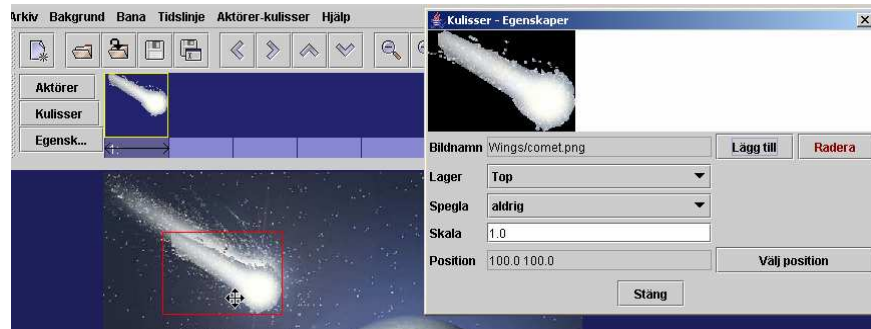 Arkiv Bakgrund Bana Tidslinje Aktörer-kulisser Hjälp
Aktörer
Kulisser
Egensk...
1.
Kulisser - Egenskaper
Bildnamn Wings/comet.png Lägg till Radera
Lager Top
Spegla aldrig
Skala 1.0
Position 100.0 100.0 Välj position
Stäng